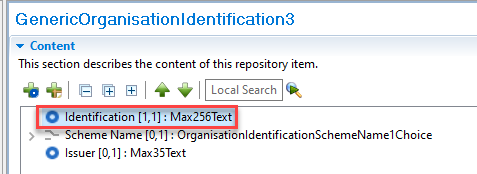 GenericOrganisationIdentification3
Content
This section describes the content of this repository item.
Local Search
Identification [1,1] : Max256Text
Scheme Name [0,1] : OrganisationIdentificationSchemeName1Choice
Issuer [0,1] : Max35Text